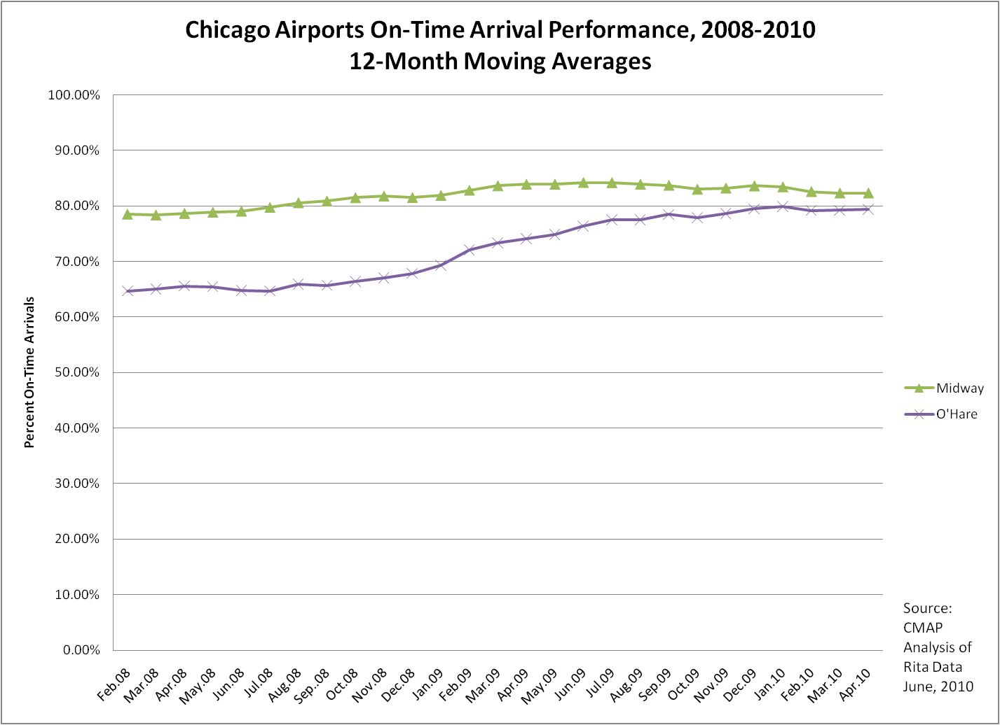 Chicago Airports On-Time Arrival Performance, 2008-2010
12-Month Moving Averages
100.00%
90.00%
80.00%
70.00%
60.00%
50.00%
40.00%
30.00%
20.00%
10.00%
0.00%
Percent On-Time Arrivals
Feb.08
Mar.08
Apr.08
May.08
Jun.08
Jul.08
Aug.08
Sep.08
Oct.08
Nov.08
Dec.08
Jan.09
Feb.09
Mar.09
Apr.09
May.09
Jun.09
Jul.09
Aug.09
Sep.09
Oct.09
Nov.09
Dec.09
Jan.10
Feb.10
Mar.10
Apr.10
Midway
O'Hare
Source:
CMAP
Analysis of
Rita Data
June, 2010